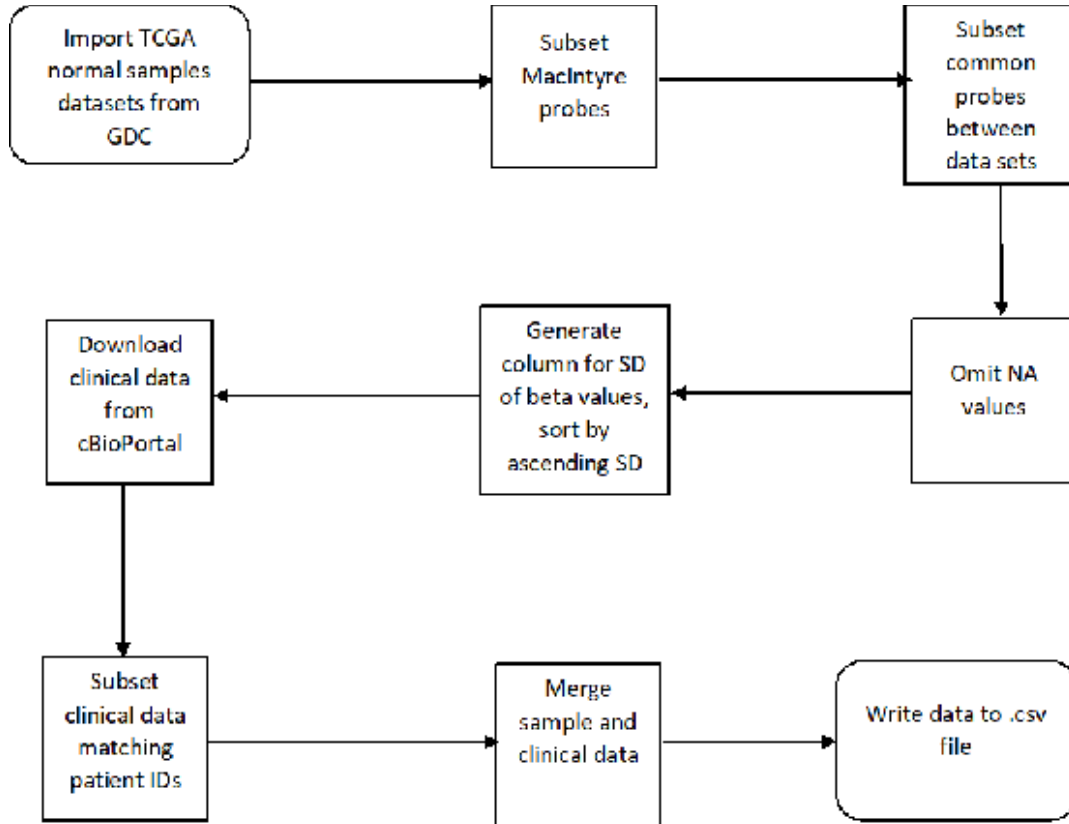 Import TCGA
normal samples
datasets from
GDC
Subset
MacIntyre
probes
Subset
common
probes
between
data sets
Omit NA
values
Generate
column for SD
of beta values,
sort by
ascending SD
Download
clinical data
from
cBioPortal
Subset
clinical data
matching
patient IDs
Merge
sample and
clinical data
Write data to .csv
file